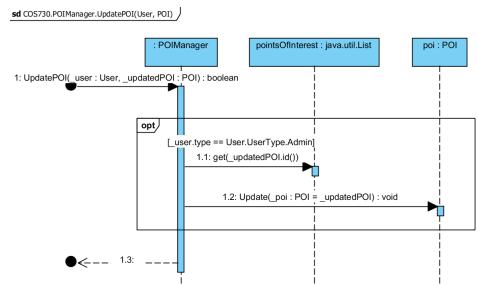 sd COS730.POIManager.UpdatePOI(User, POI)
: POIManager
pointsOfInterest : java.util.List
poi : POI
1: UpdatePOI(_user : User, _updatedPOI : POI) : boolean
opt
[_user.type == User.UserType.Admin]
1.1: get(_updatedPOI.id())
1.2: Update(_poi : POI = _updatedPOI) : void
1.3: